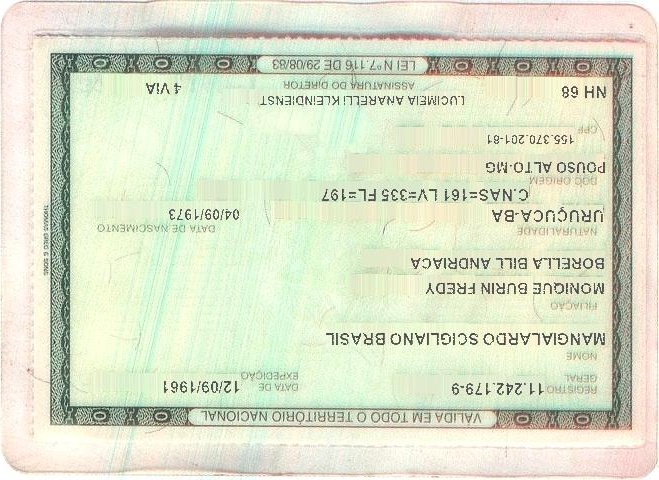 VALIDA EM TODO O TERRITÓRIO NACIONAL
REGISTRO GERAL 11.242.179-9 DATA DE EXPEDIÇÃO 12/09/1961
NOME
MANGIALARDO SCIGLIANO BRASIL
FILIAÇÃO
MONIQUE BURIN FREDY
BORELLA BILL ANDRIACA
NATURALIDADE DATA DE NASCIMENTO
URUÇUCA-BA 04/09/1973
DOC ORIGEM C.NAS=161 LV=335 FL=197
POUSO ALTO-MG
CPF 155.370.201-81
LUCIMEIA ANARELLI KLEINDIENST
NH 68 ASSINATURA DO DIRETOR 4 VIA
LEI Nº 7.116 DE 29/08/83
THOMAS GREG & SONS